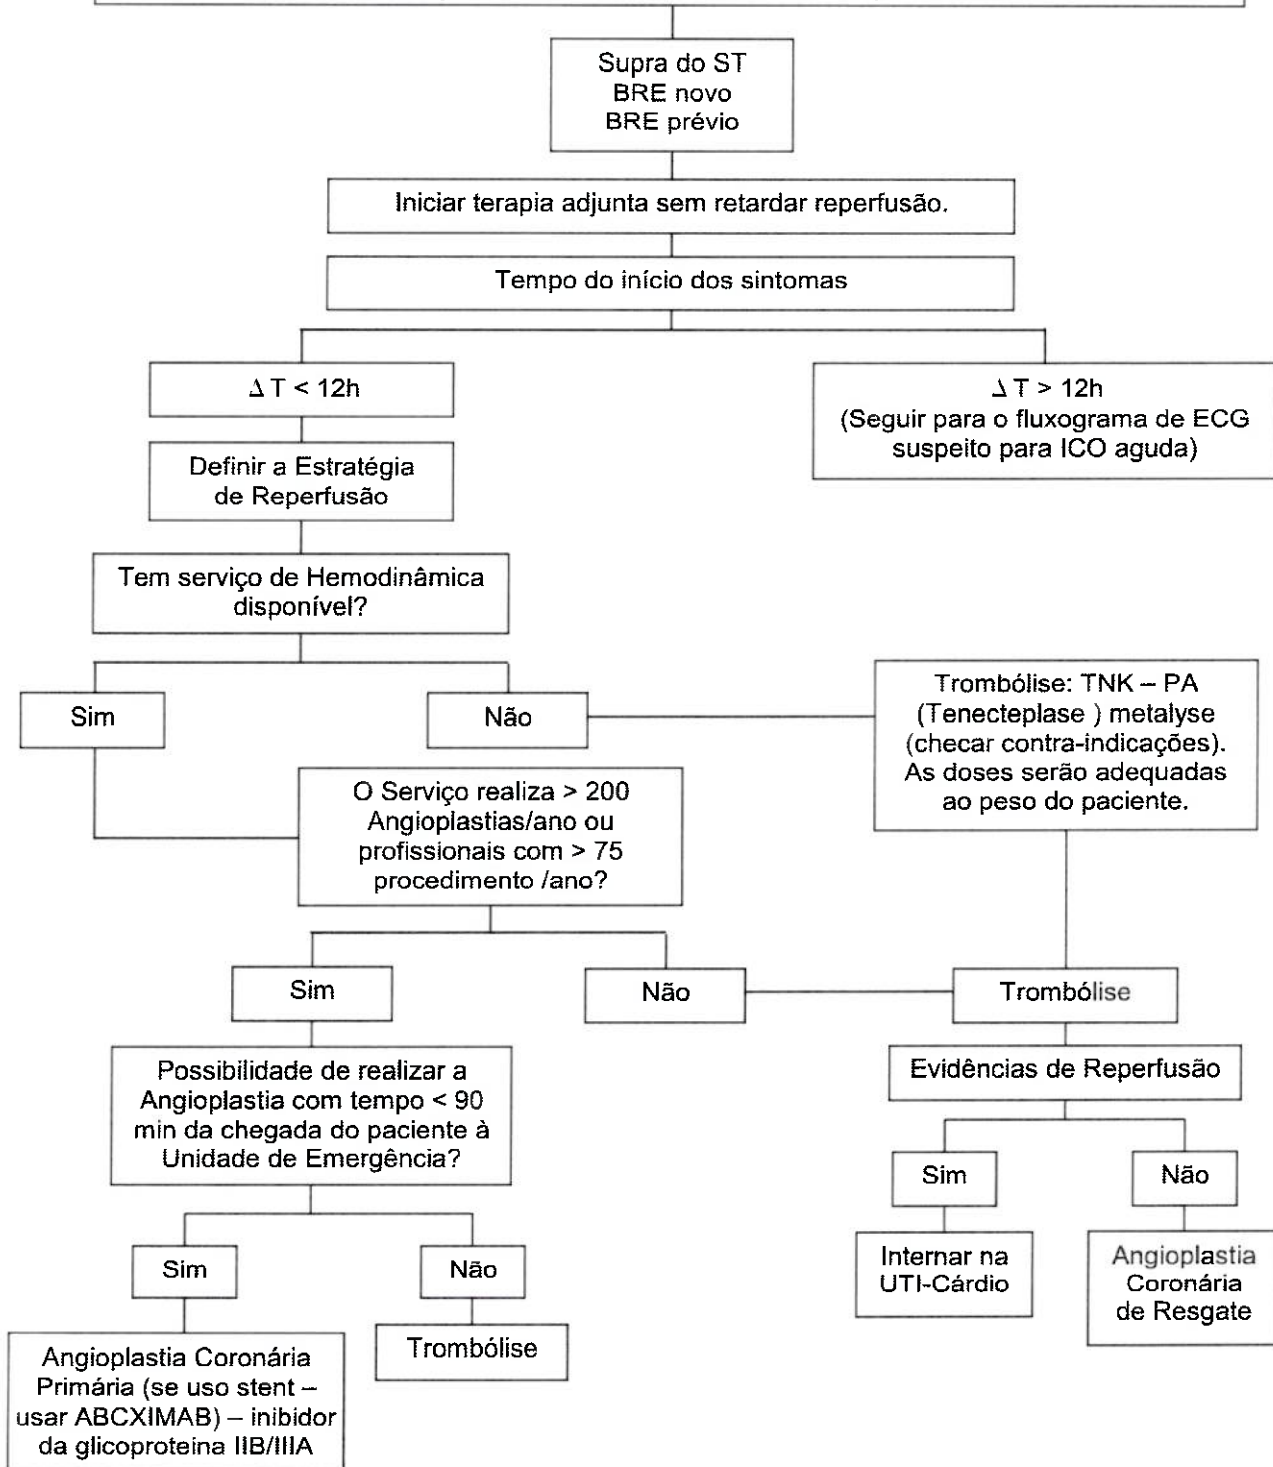 Supra do ST
BRE novo
BRE prévio
Iniciar terapia adjunta sem retardar reperfusão.
Tempo do início dos sintomas
Δ T < 12h
Δ T > 12h
(Seguir para o fluxograma de ECG
suspeito para ICO aguda)
Definir a Estratégia
de Reperfusão
Tem serviço de Hemodinâmica
disponível?
Sim
Não
Trombólise: TNK – PA
(Tenecteplase ) metalyse
(checar contra-indicações).
As doses serão adequadas
ao peso do paciente.
O Serviço realiza > 200
Angioplastias/ano ou
profissionais com > 75
procedimento /ano?
Sim
Não
Trombólise
Possibilidade de realizar a
Angioplastia com tempo < 90
min da chegada do paciente à
Unidade de Emergência?
Evidências de Reperfusão
Sim
Não
Internar na
UTI-Cárdio
Angioplastia
Coronária
de Resgate
Sim
Não
Angioplastia Coronária
Primária (se uso stent –
usar ABCXIMAB) – inibidor
da glicoproteina IIB/IIIA
Trombólise